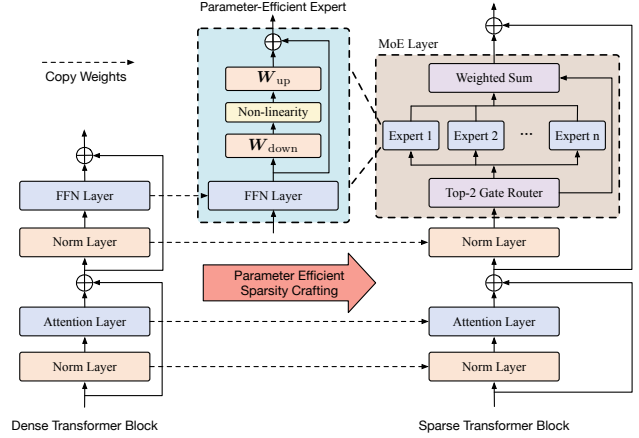 Parameter-Efficient Expert
Copy Weights
W_up
Non-linearity
W_down
FFN Layer
MoE Layer
Weighted Sum
Expert 1
Expert 2
...
Expert n
Top-2 Gate Router
FFN Layer
Norm Layer
Norm Layer
Parameter Efficient
Sparsity Crafting
Attention Layer
Attention Layer
Norm Layer
Norm Layer
Dense Transformer Block
Sparse Transformer Block